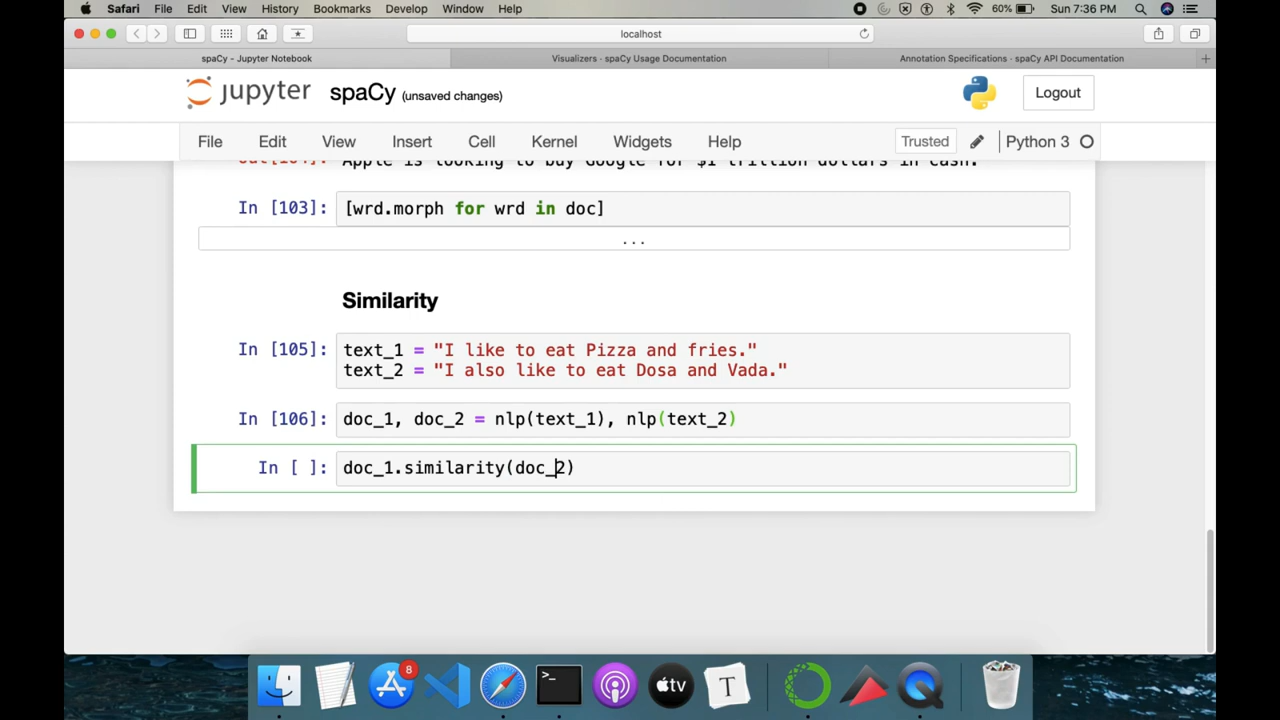 Safari File Edit View History Bookmarks Develop Window Help 60% Sun 7:36 PM
localhost
spaCy - Jupyter Notebook Visualizers · spaCy Usage Documentation Annotation Specifications · spaCy API Documentation +
jupyter spaCy (unsaved changes) Logout
File Edit View Insert Cell Kernel Widgets Help Trusted Python 3
Out[104]: Apple is looking to buy Google for $1 trillion dollars in cash.
In [103]: [wrd.morph for wrd in doc]
...
Similarity
In [105]: text_1 = "I like to eat Pizza and fries."
text_2 = "I also like to eat Dosa and Vada."
In [106]: doc_1, doc_2 = nlp(text_1), nlp(text_2)
In [ ]: doc_1.similarity(doc_2)
8
>_
tv
T